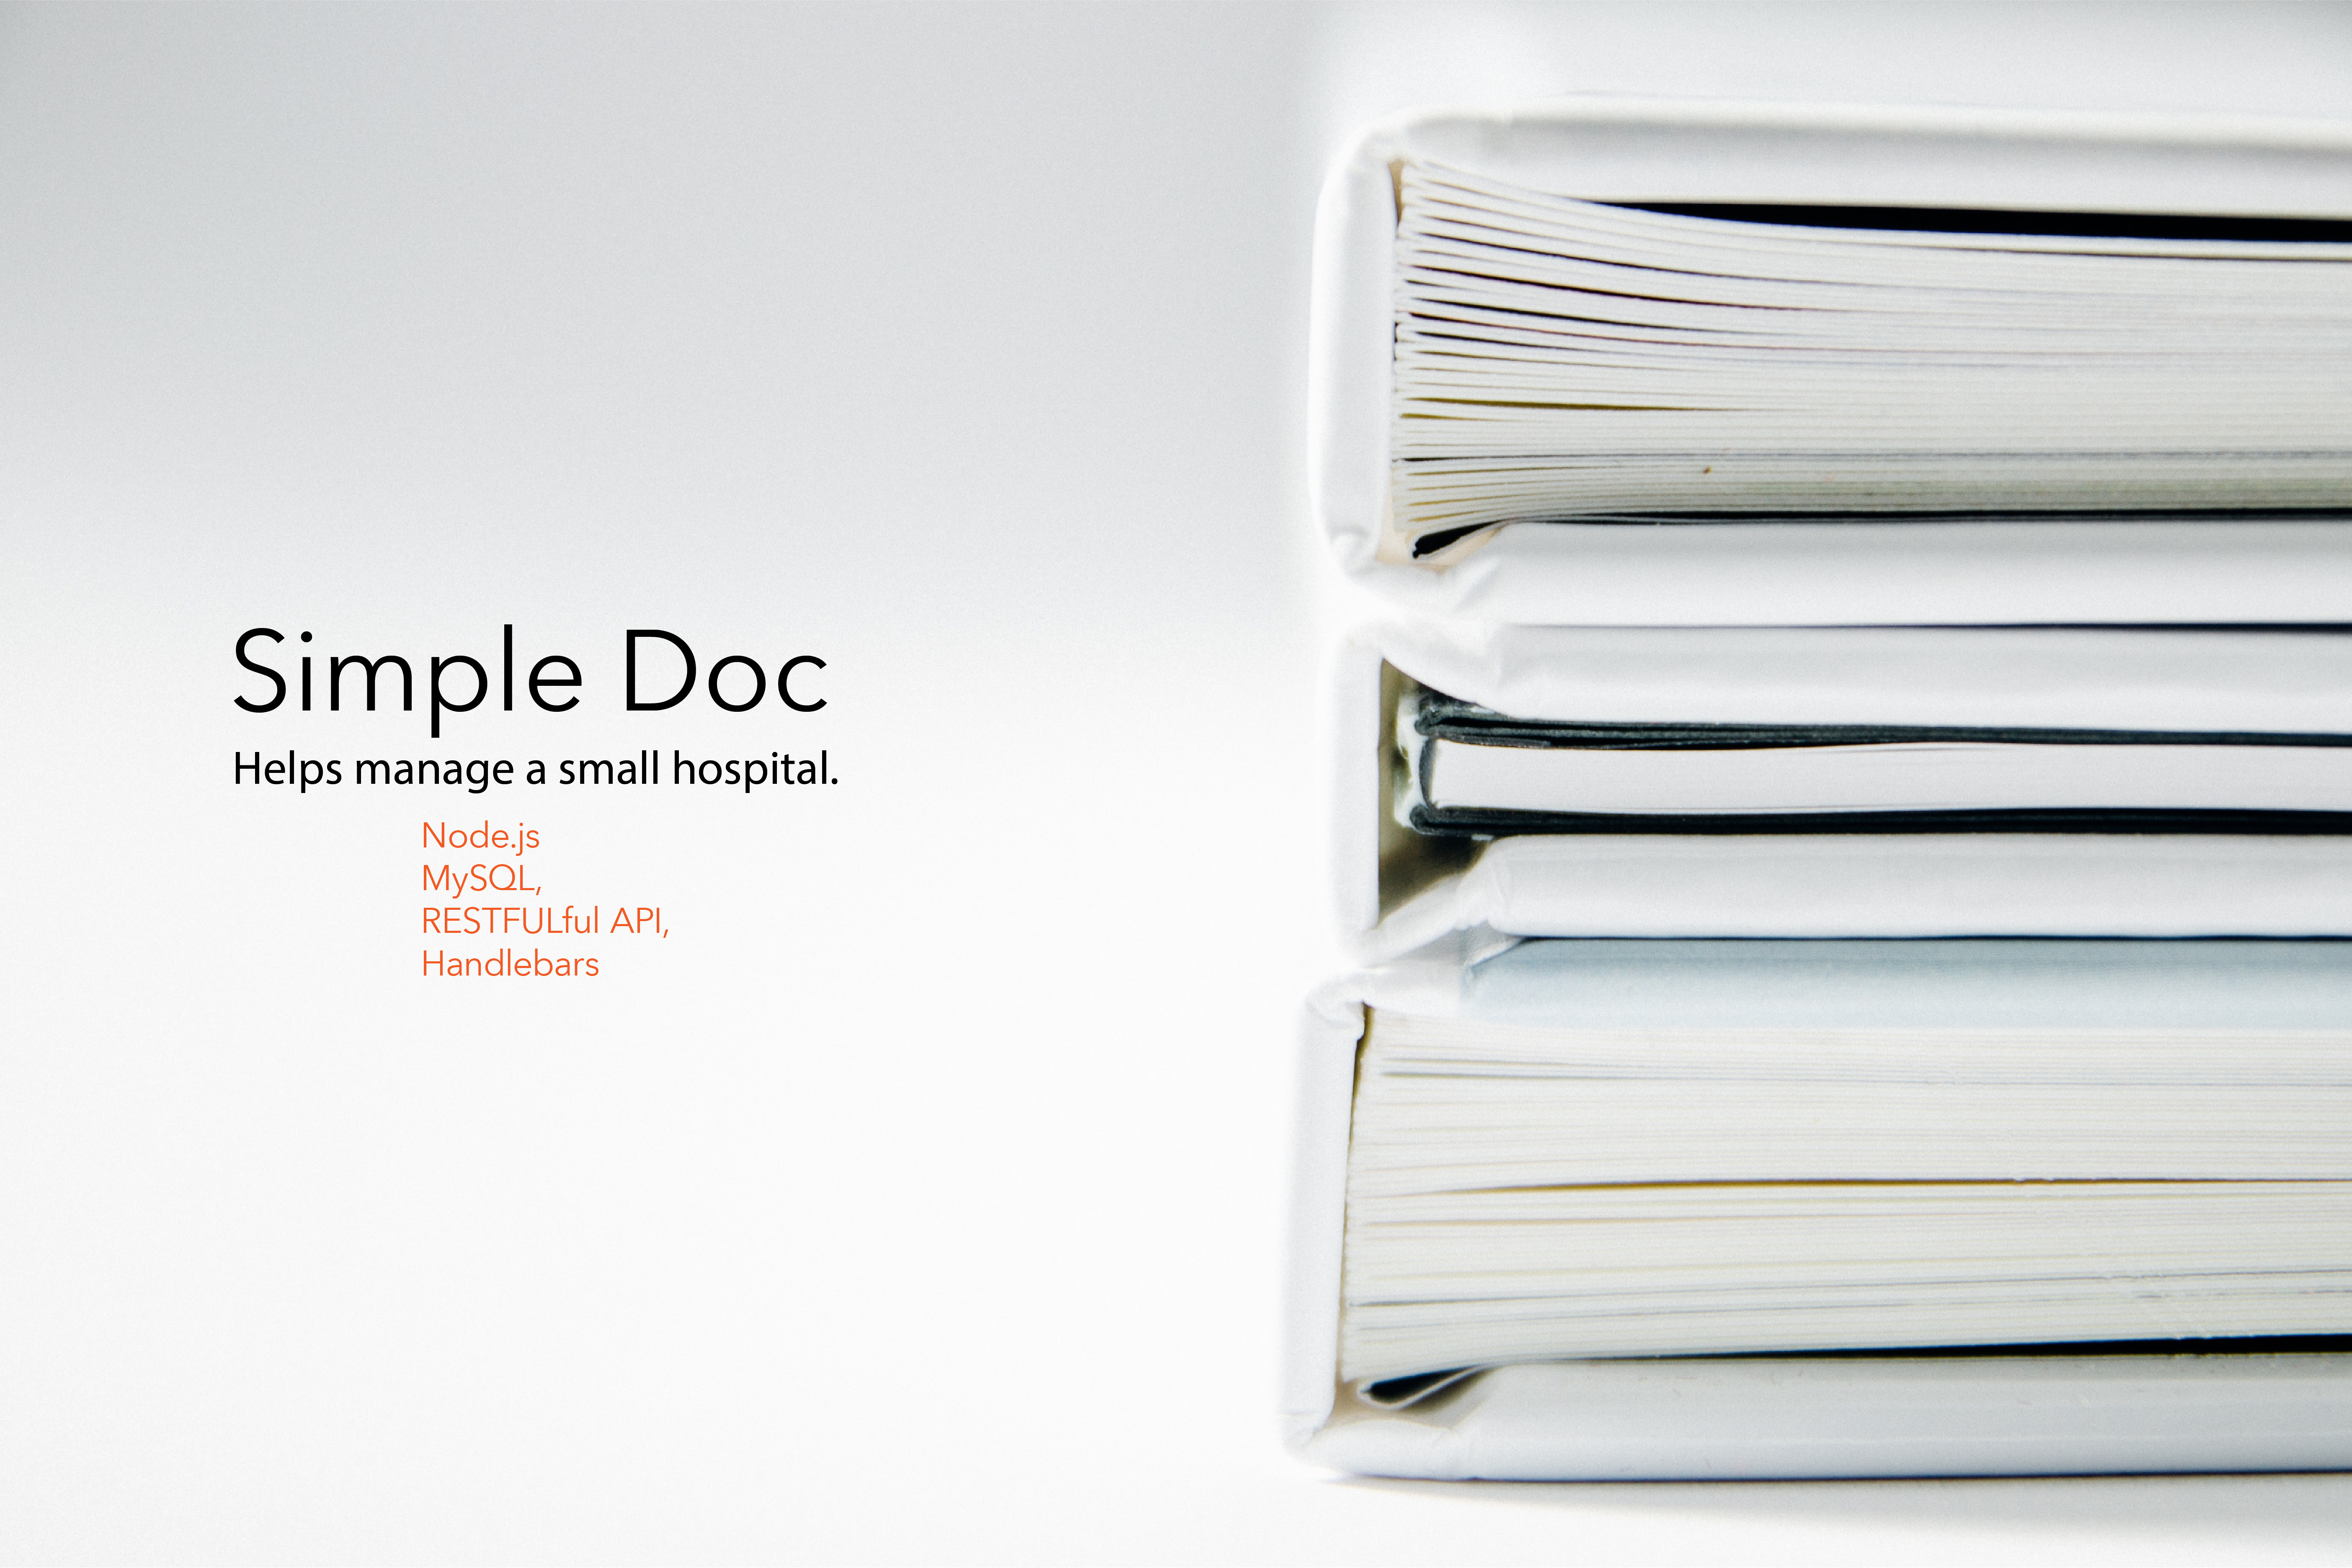 Simple Doc
Helps manage a small hospital.
Node.js
MySQL,
RESTFULful API,
Handlebars